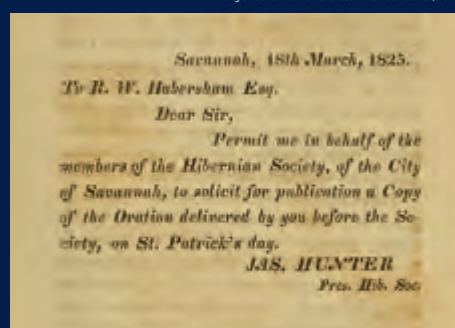 Savannah, 18th March, 1825.
To R. W. Habersham Esq.
Dear Sir,
Permit me in behalf of the
members of the Hibernian Society, of the City
of Savannah, to solicit for publication a Copy
of the Oration delivered by you before the So-
ciety, on St. Patrick's day.
JAS. HUNTER
Pres. Hib. Soc.